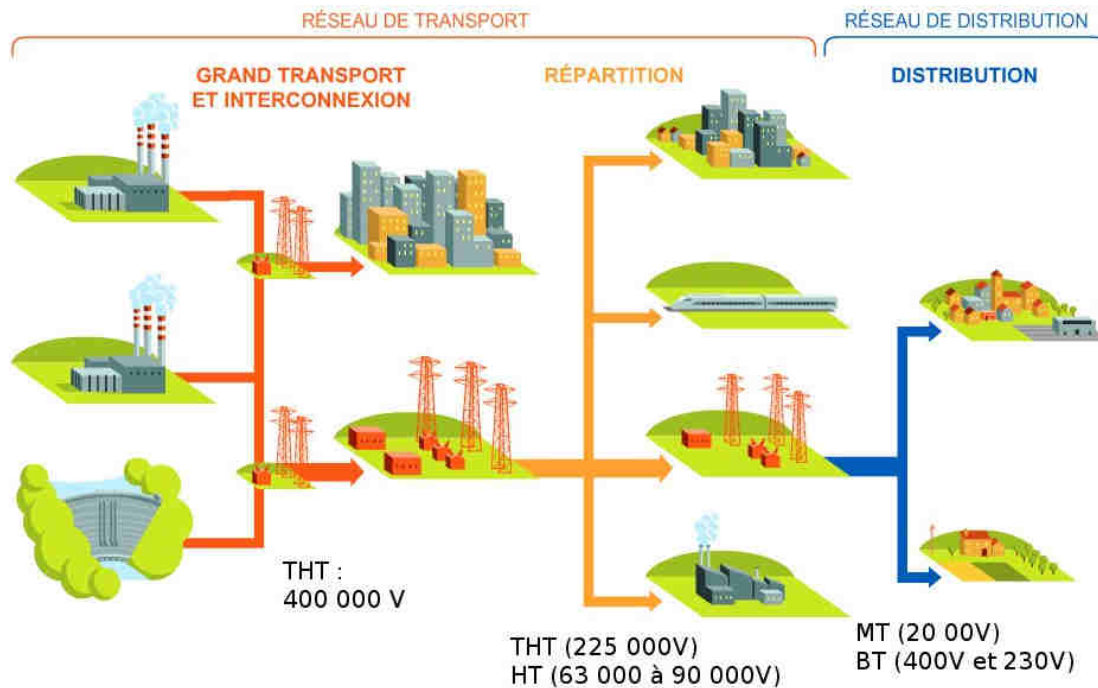 RÉSEAU DE TRANSPORT
RÉSEAU DE DISTRIBUTION
GRAND TRANSPORT
ET INTERCONNEXION
RÉPARTITION
DISTRIBUTION
THT :
400 000 V
THT (225 000V)
HT (63 000 à 90 000V)
MT (20 00V)
BT (400V et 230V)